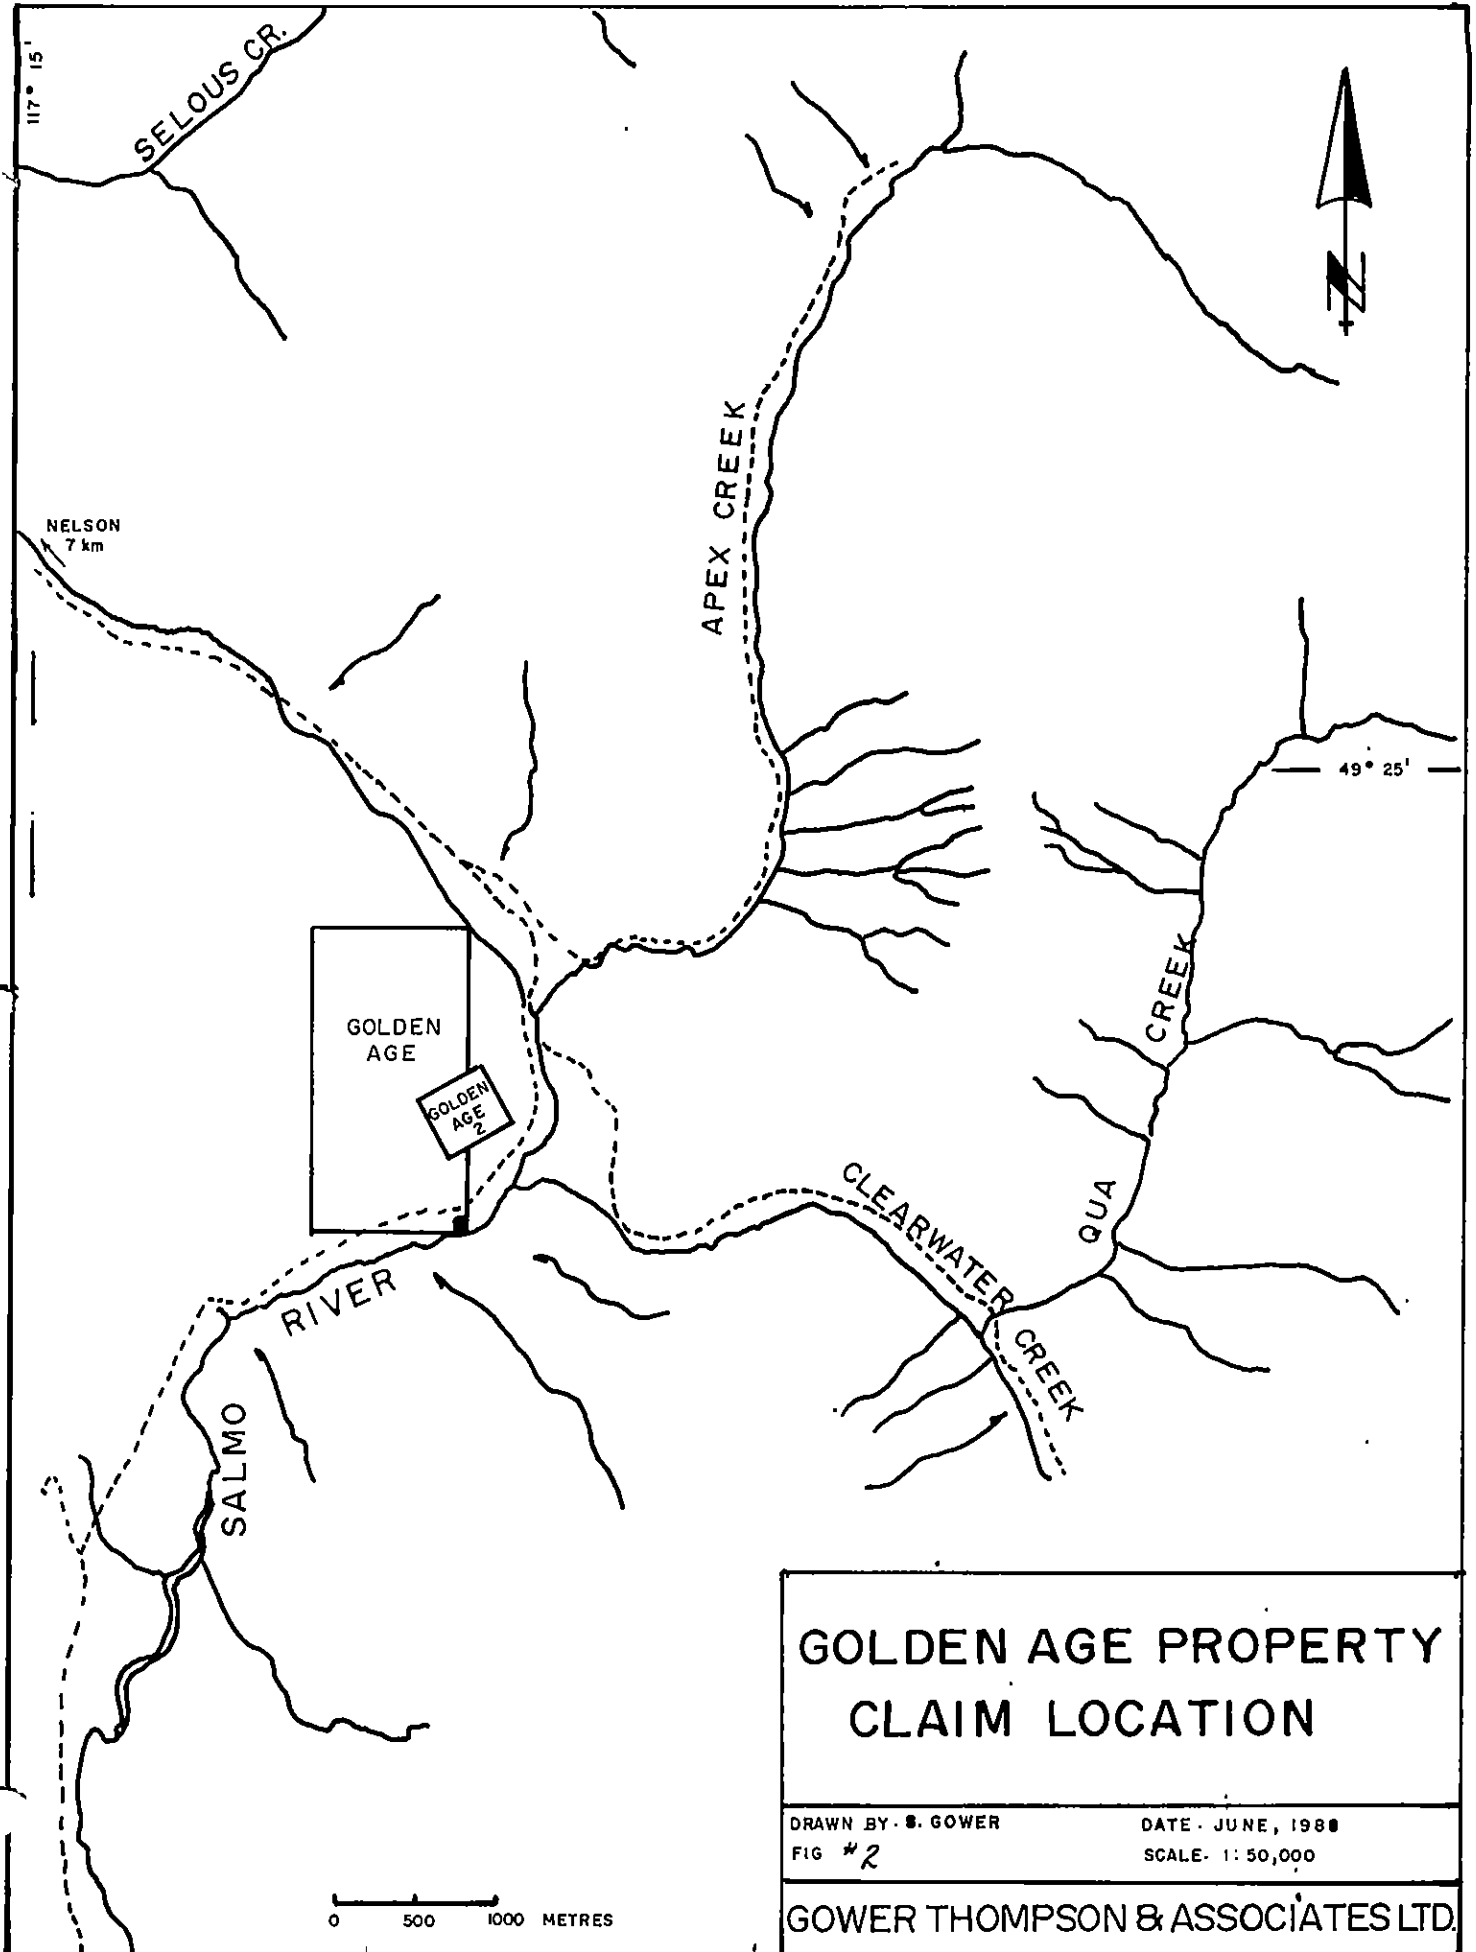 SELOUS CR.
117° 15'
N
APEX CREEK
NELSON
7 km
49° 25'
QUA CREEK
GOLDEN
AGE
GOLDEN
AGE
2
CLEARWATER CREEK
SALMO RIVER
GOLDEN AGE PROPERTY
CLAIM LOCATION
DRAWN BY. S. GOWER
DATE. JUNE, 1988
FIG #2
SCALE. 1:50,000
0 500 1000 METRES
GOWER THOMPSON & ASSOCIATES LTD.